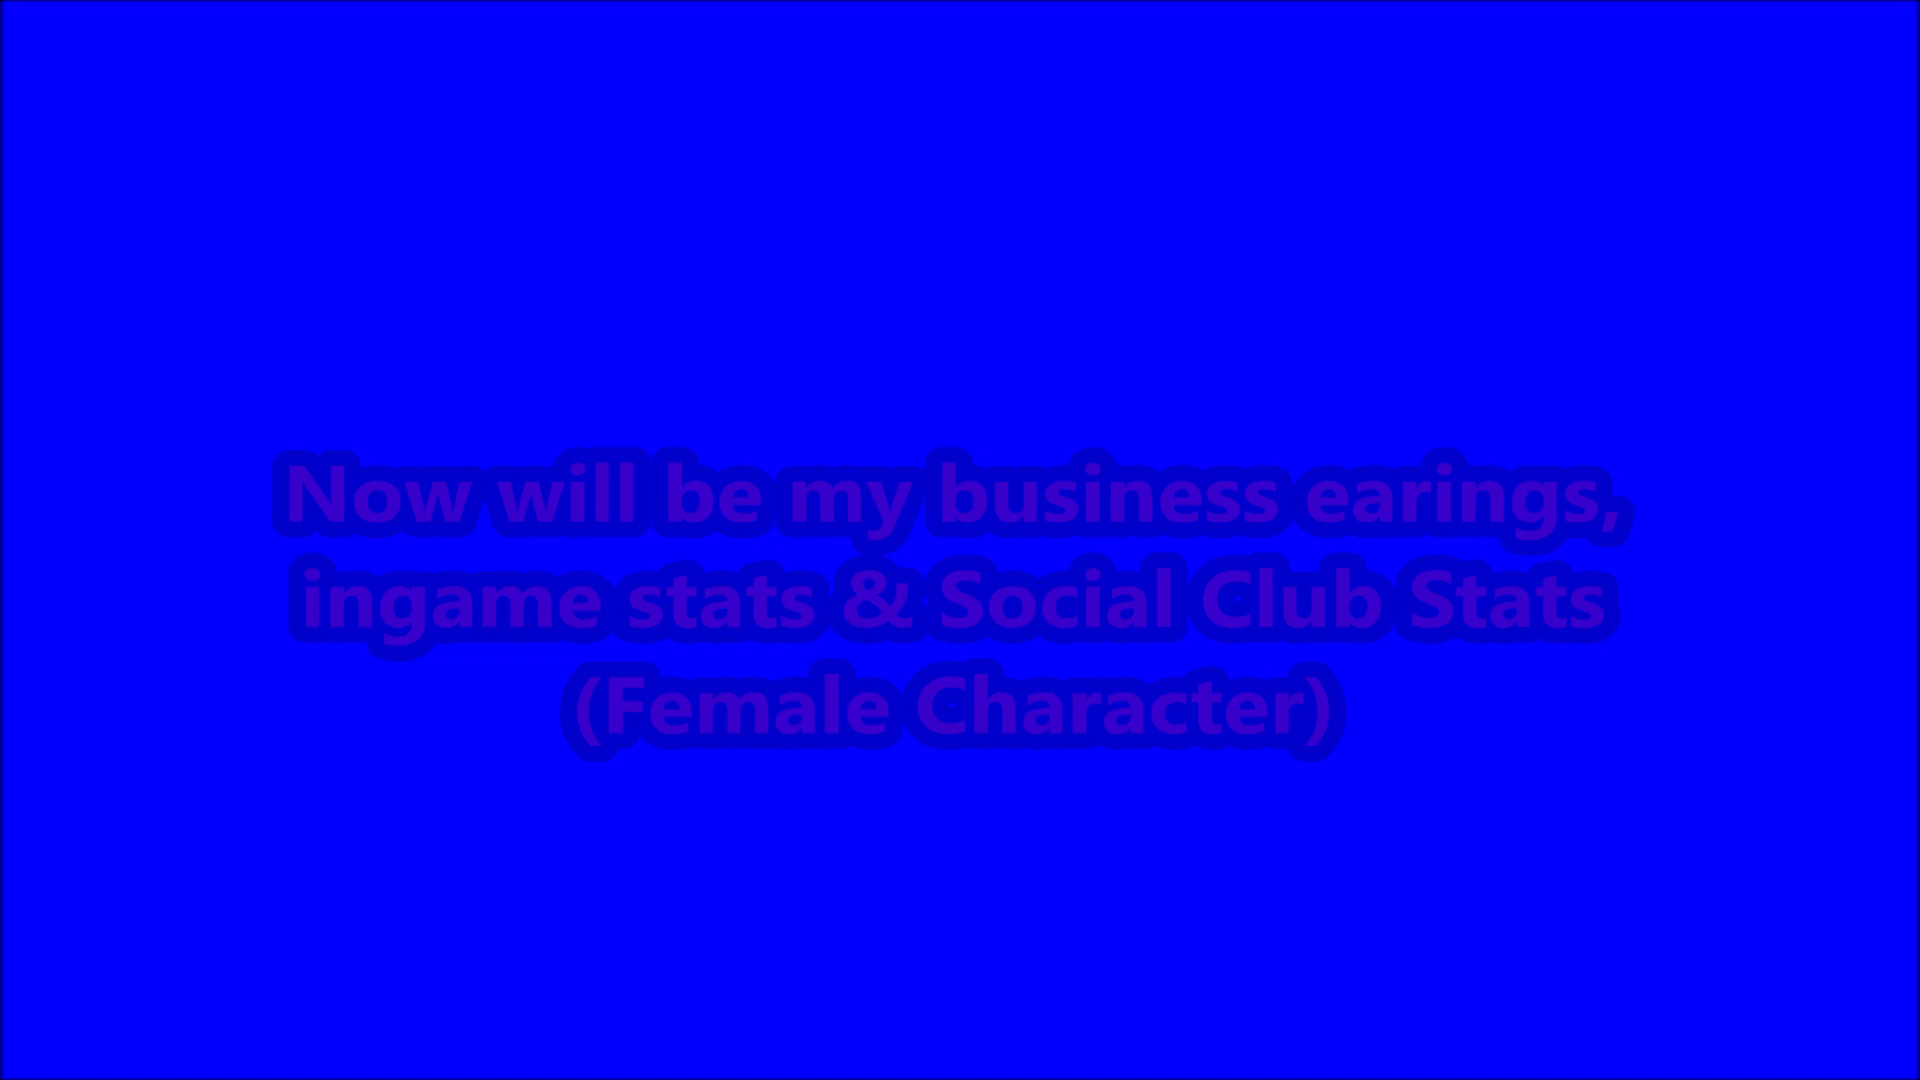 Now will be my business earings,
ingame stats & Social Club Stats
(Female Character)